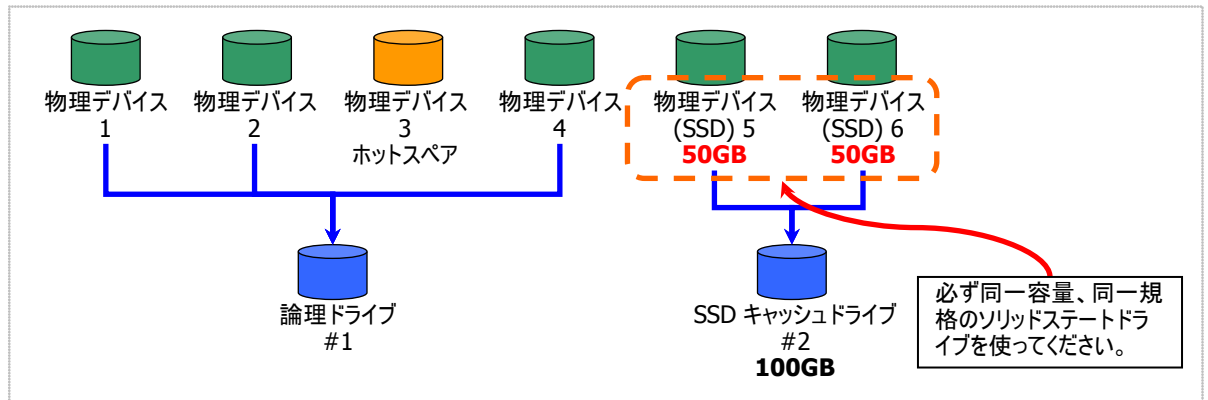 物理デバイス
1
物理デバイス
2
物理デバイス
3
ホットスペア
物理デバイス
4
物理デバイス
(SSD) 5
50GB
物理デバイス
(SSD) 6
50GB
論理ドライブ
#1
SSD キャッシュドライブ
#2
100GB
必ず同一容量、同一規
格のソリッドステートドラ
イブを使ってください。